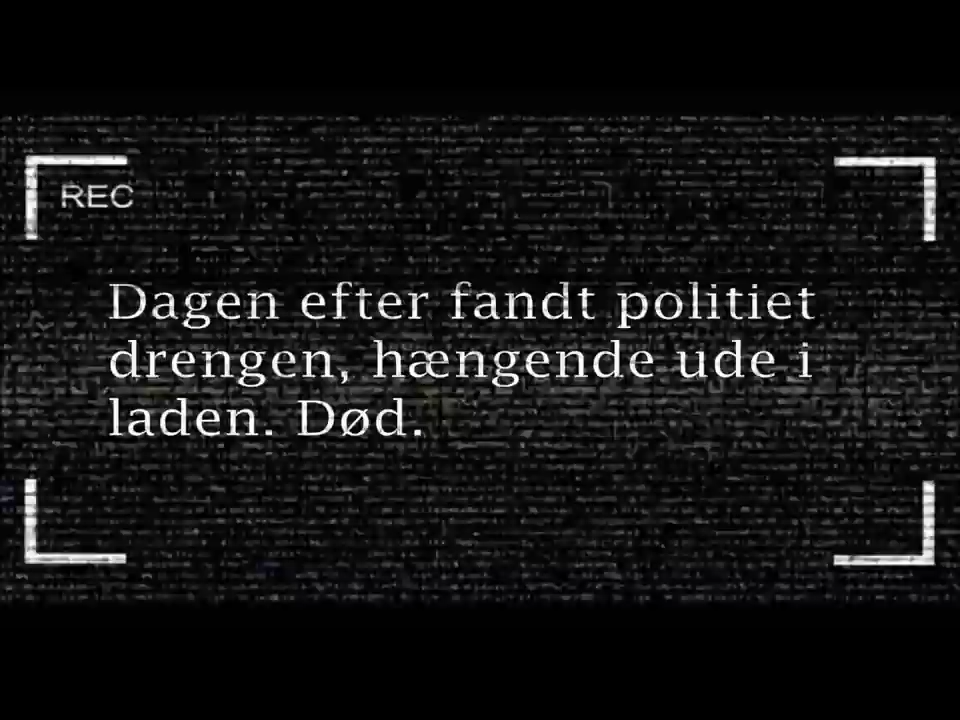 REC
Dagen efter fandt politiet
drengen, hængende ude i
laden. Død.